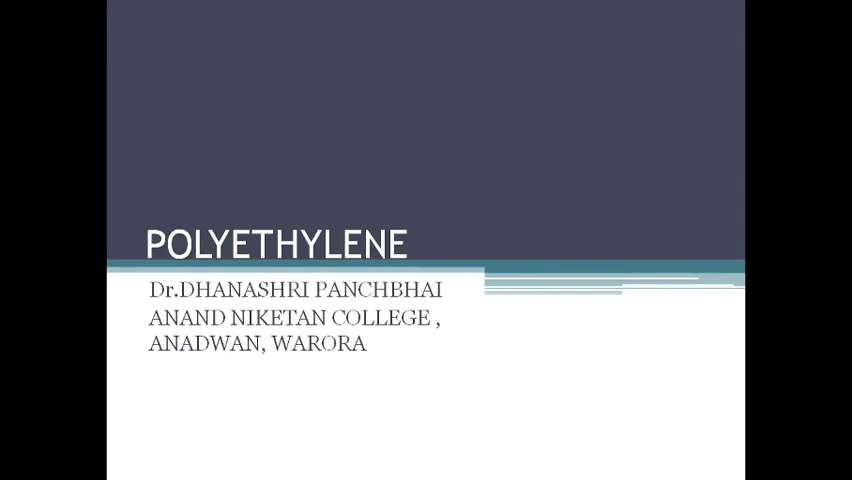 POLYETHYLENE
Dr.DHANASHRI PANCHBHAI
ANAND NIKETAN COLLEGE ,
ANADWAN, WARORA